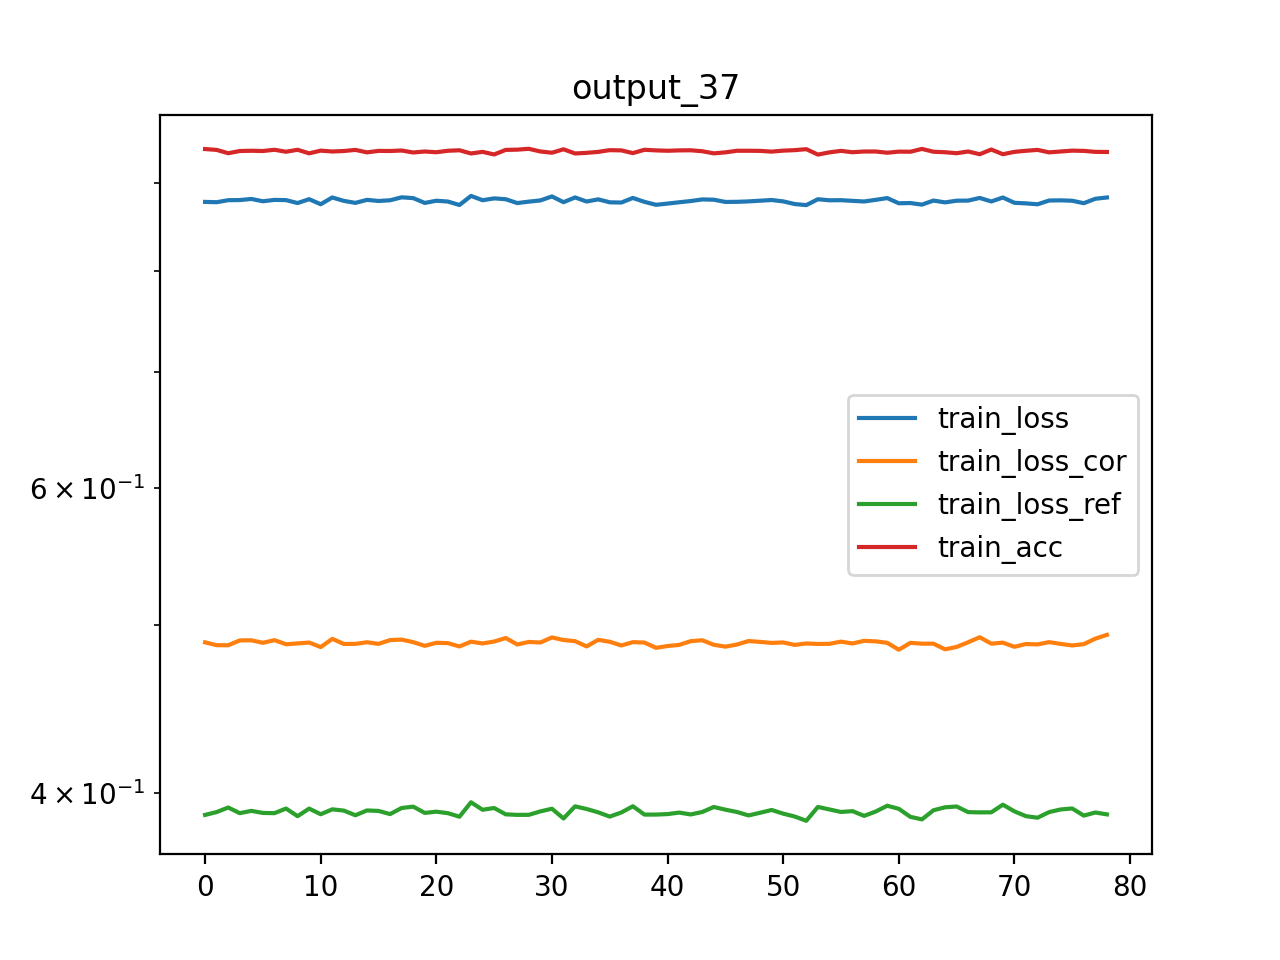 output_37
6 × 10⁻¹
4 × 10⁻¹
train_loss
train_loss_cor
train_loss_ref
train_acc
0 10 20 30 40 50 60 70 80